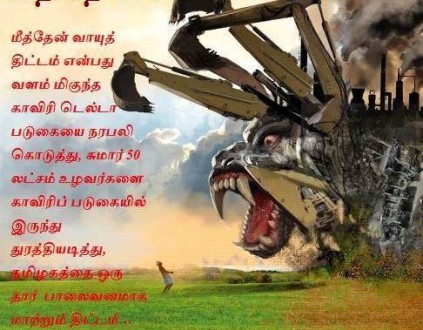 மீத்தேன் வாயுத்
திட்டம் என்பது
வளம் மிகுந்த
காவிரி டெல்டா
படுகையை நரபலி
கொடுத்து, சுமார் 50
லட்சம் உழவர்களை
காவிரிப் படுகையில்
இருந்து
துரத்தியடித்து,
தமிழகத்தை ஒரு
தார் பாலைவனமாக
மாற்றும் திட்டம்...